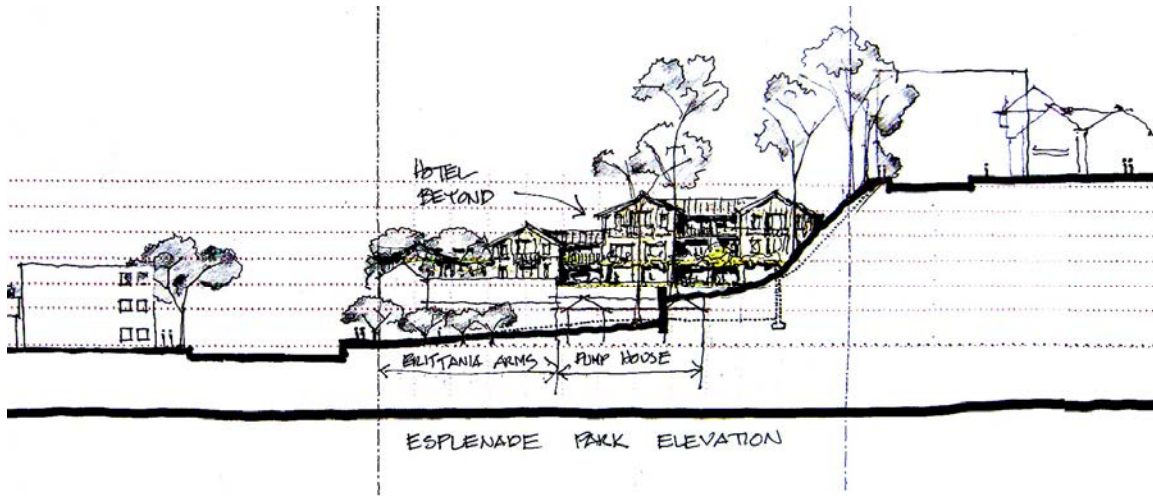 HOTEL
BEYOND
BRITTANIA ARMS
PUMP HOUSE
ESPLENADE PARK ELEVATION